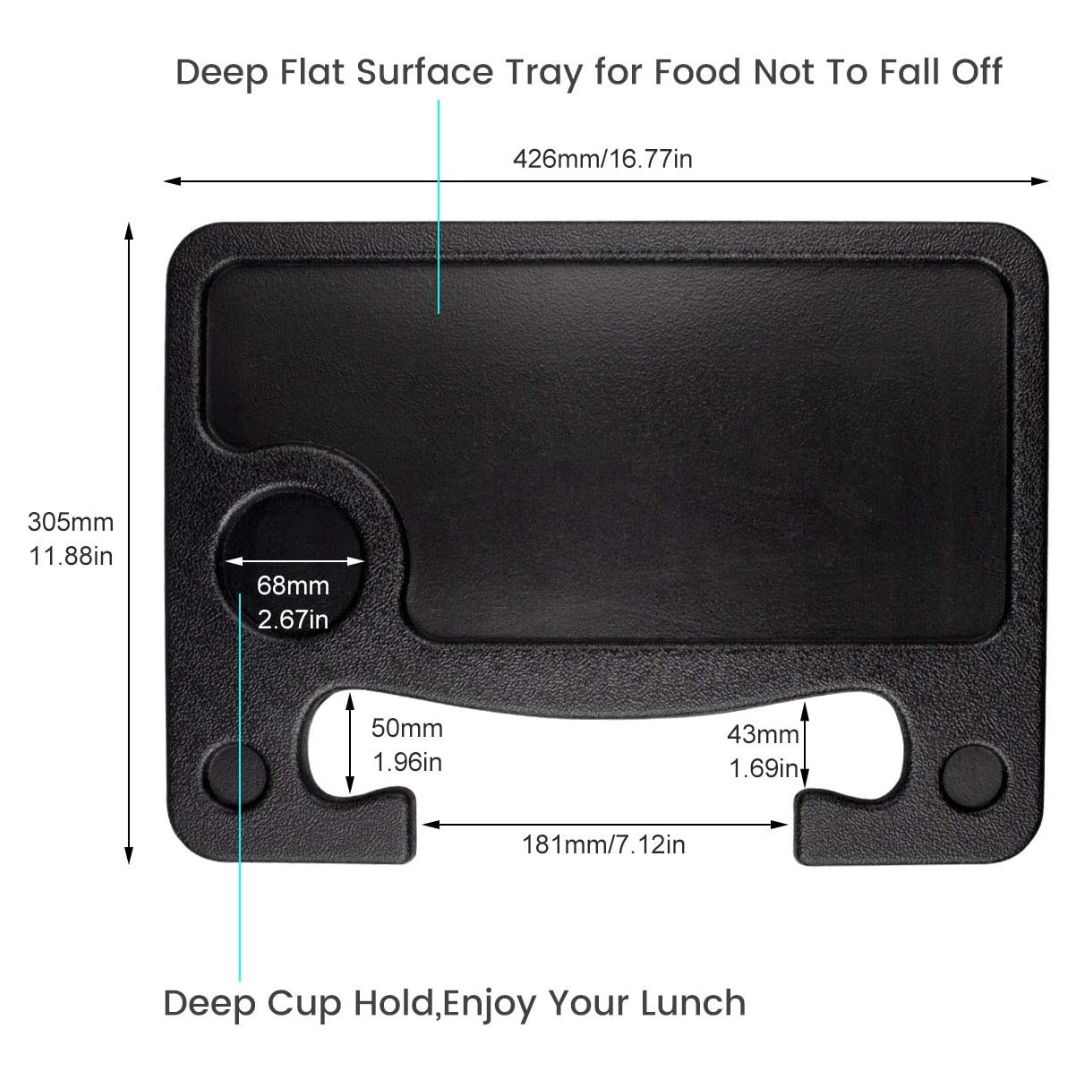 Deep Flat Surface Tray for Food Not To Fall Off
426mm/16.77in
305mm
11.88in
68mm
2.67in
50mm
1.96in
43mm
1.69in
181mm/7.12in
Deep Cup Hold,Enjoy Your Lunch